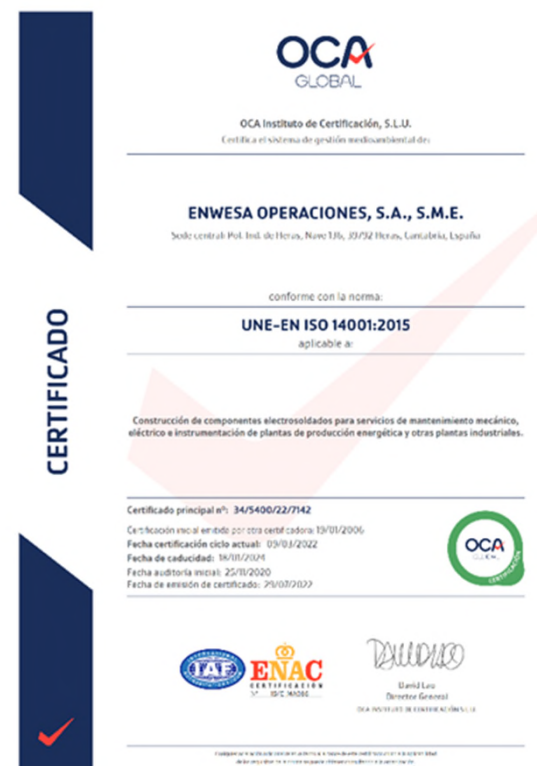 OCA
GLOBAL
OCA Instituto de Certificación, S.L.U.
Certifica el sistema de gestión medioambiental de:
ENWESA OPERACIONES, S.A., S.M.E.
Sede central: Pol. Ind. de Heras, Nave 136, 39792 Heras, Cantabria, España
conforme con la norma:
UNE-EN ISO 14001:2015
aplicable a:
CERTIFICADO
Construcción de componentes electrosoldados para servicios de mantenimiento mecánico,
eléctrico e instrumentación de plantas de producción energética y otras plantas industriales.
Certificado principal nº: 34/5400/22/7142
Certificación inicial emitida por otra certificadora: 19/01/2006
Fecha certificación ciclo actual: 09/03/2022
Fecha de caducidad: 18/01/2024
Fecha auditoría inicial: 25/11/2020
Fecha de emisión de certificado: 29/07/2022
OCA
GLOBAL
CERTIFICACIÓN
IAF
ENAC
CERTIFICACIÓN
David Lao
Director General
OCA INSTITUTO DE CERTIFICACIÓN S.L.U.